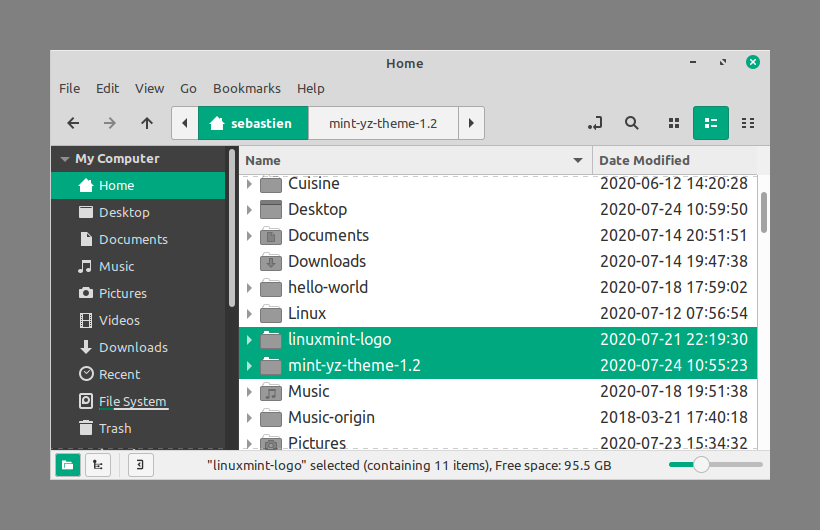 Home
File Edit View Go Bookmarks Help
sebastien mint-yz-theme-1.2
My Computer
Home
Desktop
Documents
Music
Pictures
Videos
Downloads
Recent
File System
Trash
Name Date Modified
Cuisine 2020-06-12 14:20:28
Desktop 2020-07-24 10:59:50
Documents 2020-07-14 20:51:51
Downloads 2020-07-14 19:47:38
hello-world 2020-07-18 17:59:02
Linux 2020-07-12 07:56:54
linuxmint-logo 2020-07-21 22:19:30
mint-yz-theme-1.2 2020-07-24 10:55:23
Music 2020-07-18 19:51:38
Music-origin 2018-03-21 17:40:18
Pictures 2020-07-23 15:34:32
"linuxmint-logo" selected (containing 11 items), Free space: 95.5 GB